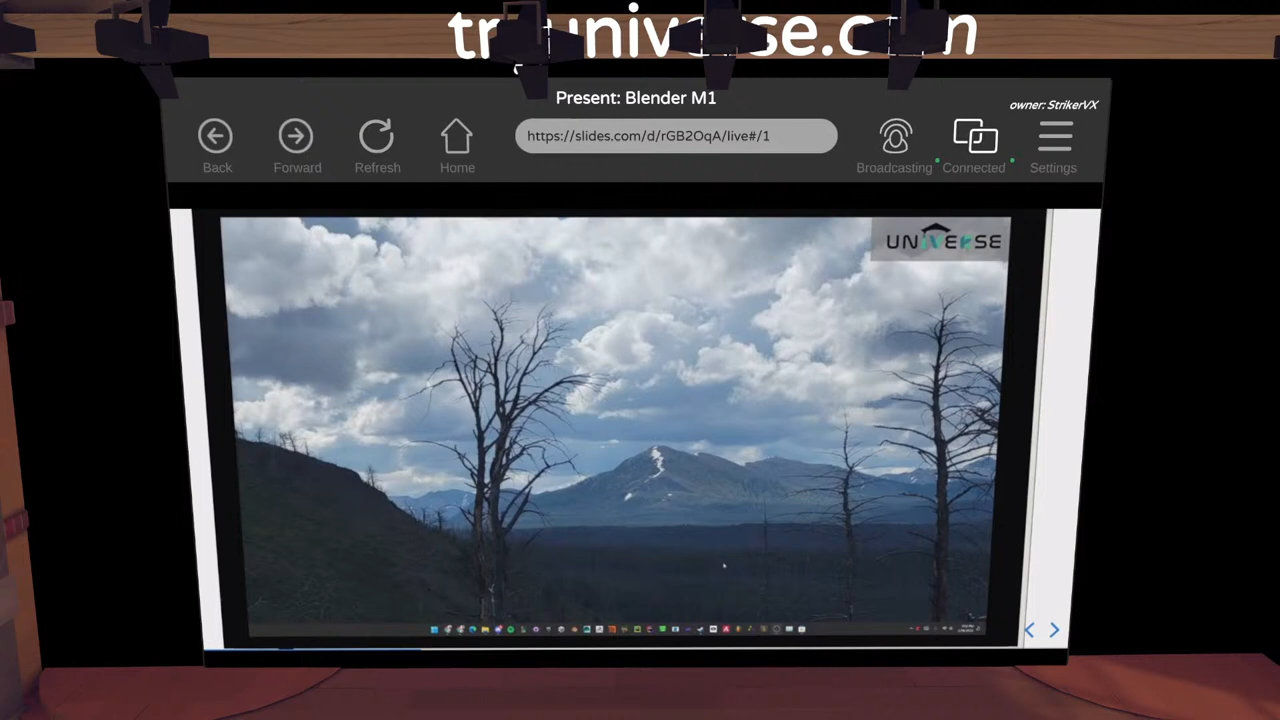 Present: Blender M1
owner: StrikerVX
https://slides.com/d/rGB2OqA/live#/1
Back
Forward
Refresh
Home
Broadcasting
Connected
Settings
UNIVERSE